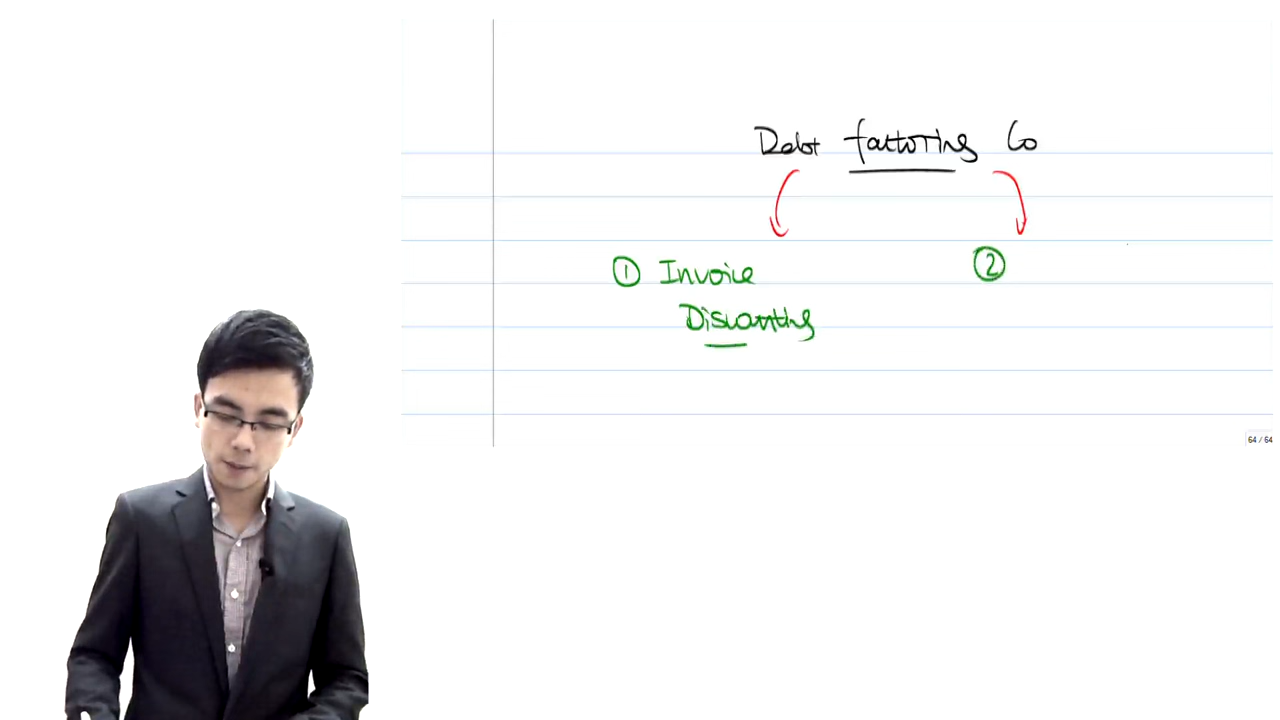 Debt factoring Co
① Invoice
②
Discounting
64 / 64